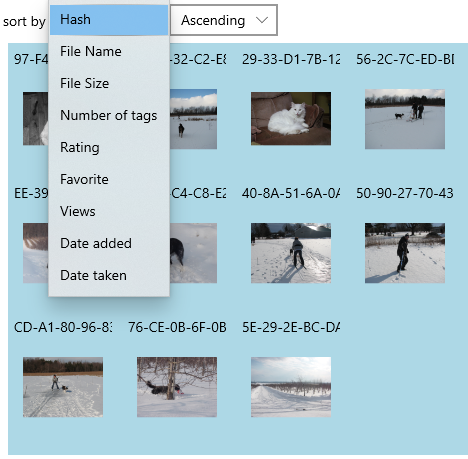 sort by
Hash
Ascending
File Name
File Size
Number of tags
Rating
Favorite
Views
Date added
Date taken
97-F4
-32-C2-E8
29-33-D1-7B-12
56-2C-7C-ED-BD
EE-39
C4-C8-E2
40-8A-51-6A-0A
50-90-27-70-43
CD-A1-80-96-83
76-CE-0B-6F-0B
5E-29-2E-BC-DA